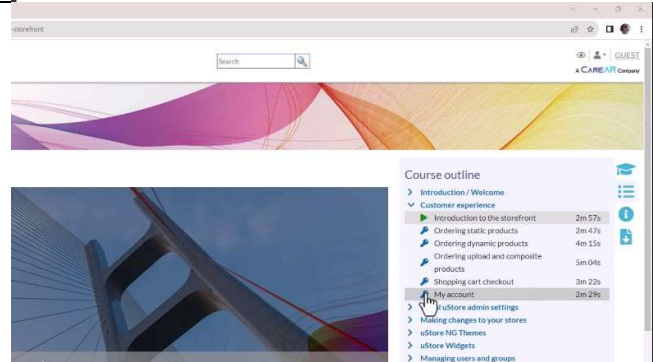 -storefront
Search
GUEST
A CAREAR Company
Course outline
Introduction / Welcome
Customer experience
Introduction to the storefront 2m 57s
Ordering static products 2m 47s
Ordering dynamic products 4m 15s
Ordering upload and composite
products 5m 04s
Shopping cart checkout 3m 22s
My account 2m 29s
uStore admin settings
Making changes to your stores
uStore NG Themes
uStore Widgets
Managing users and groups